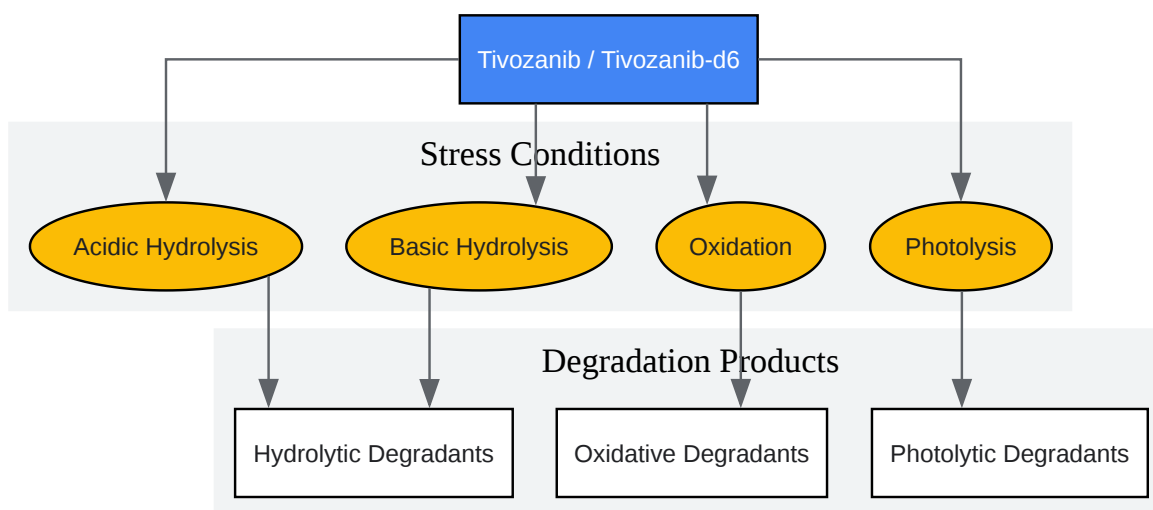 Tivozanib / Tivozanib-d6
Stress Conditions
Acidic Hydrolysis
Basic Hydrolysis
Oxidation
Photolysis
Degradation Products
Hydrolytic Degradants
Oxidative Degradants
Photolytic Degradants